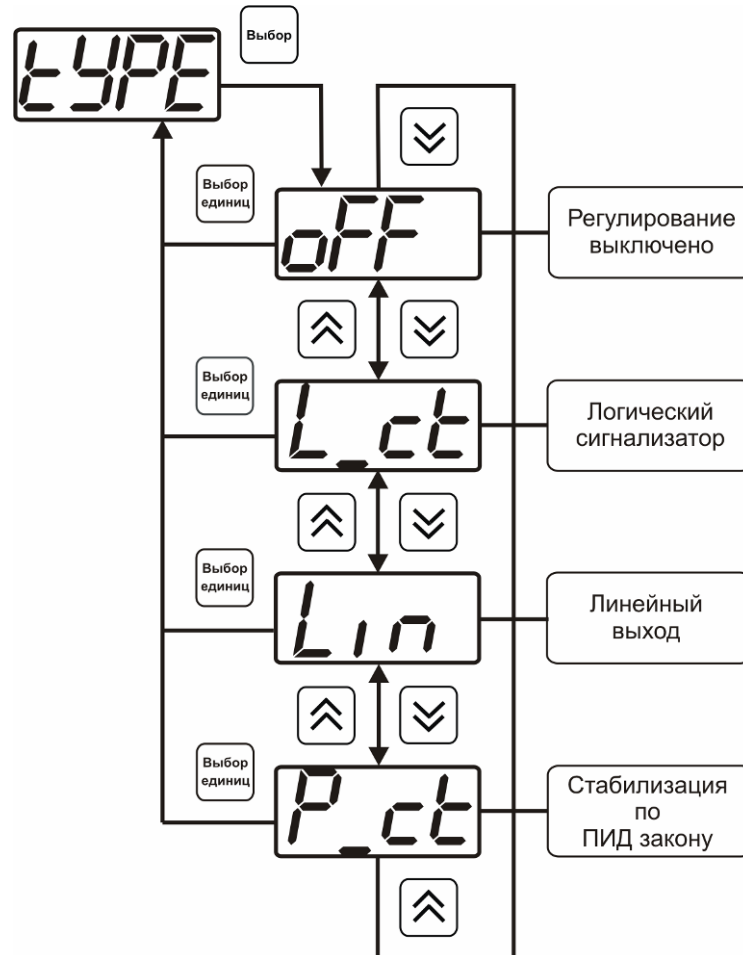 tYPE
Выбор
Выбор
единиц
oFF
Регулирование
выключено
Выбор
единиц
L_ct
Логический
сигнализатор
Выбор
единиц
Lin
Линейный
выход
Выбор
единиц
P_ct
Стабилизация
по
ПИД закону